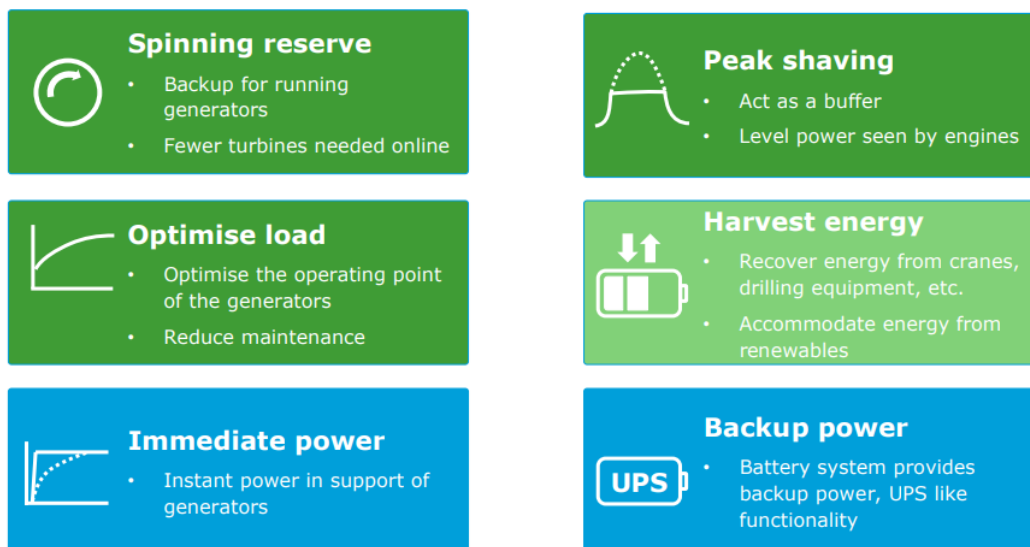 Spinning reserve
• Backup for running
generators
• Fewer turbines needed online
Peak shaving
• Act as a buffer
• Level power seen by engines
Optimise load
• Optimise the operating point
of the generators
• Reduce maintenance
Harvest energy
• Recover energy from cranes,
drilling equipment, etc.
• Accommodate energy from
renewables
Immediate power
• Instant power in support of
generators
Backup power
UPS
• Battery system provides
backup power, UPS like
functionality